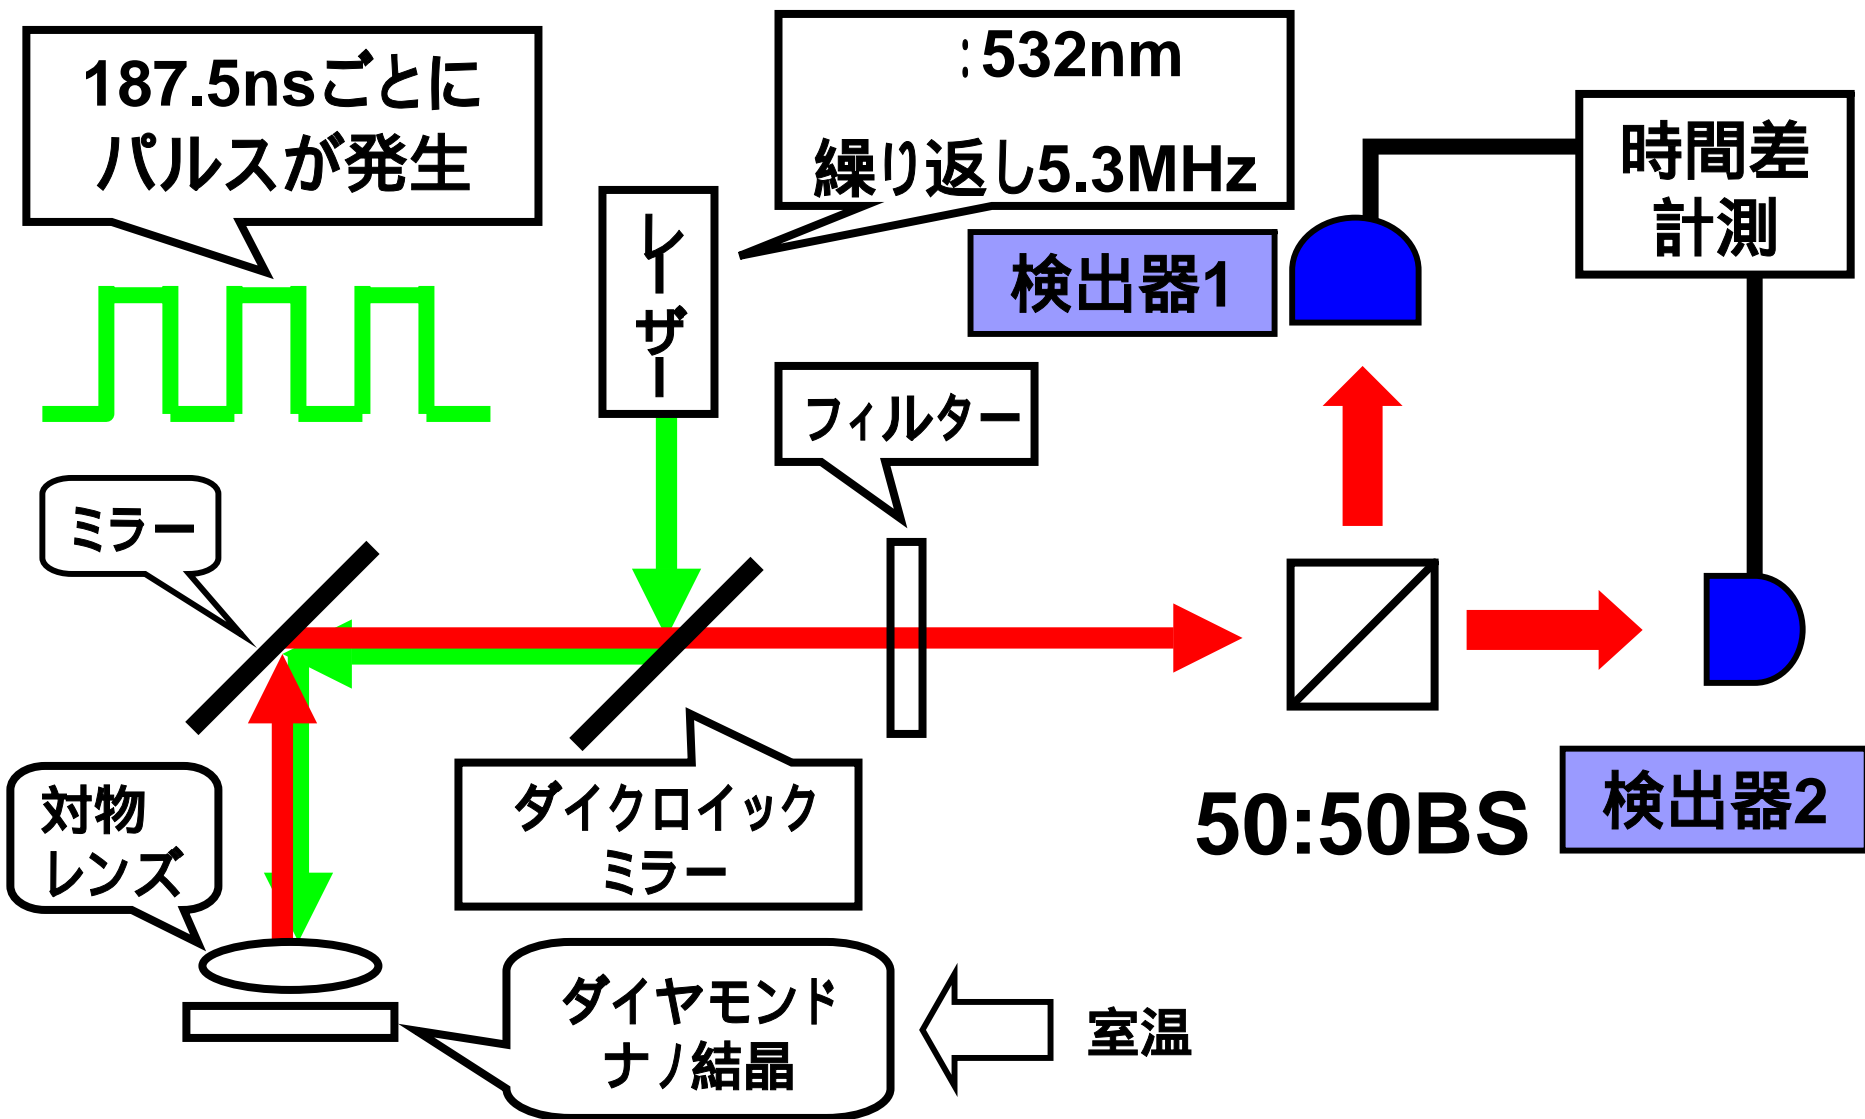 187.5nsごとに
パルスが発生
:532nm
繰り返し5.3MHz
レーザー
検出器1
時間差
計測
フィルター
ミラー
対物
レンズ
ダイクロイック
ミラー
50:50BS
検出器2
ダイヤモンド
ナノ結晶
室温